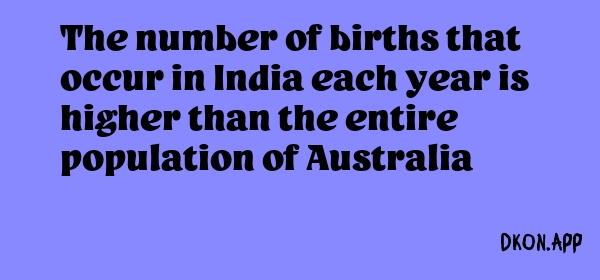 The number of births that
occur in India each year is
higher than the entire
population of Australia
DKON.APP